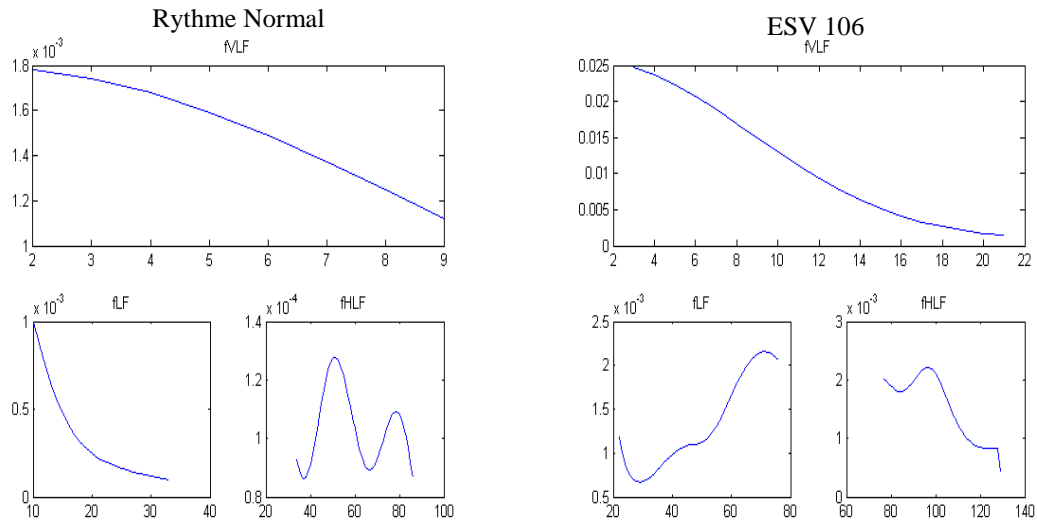 Rythme Normal
ESV 106
fVLF
fVLF
x 10-3
1.8
1.6
1.4
1.2
1
2 3 4 5 6 7 8 9
0.025
0.02
0.015
0.01
0.005
0
2 4 6 8 10 12 14 16 18 20 22
x 10-3
fLF
1
0.5
0
10 20 30 40
x 10-4
fHLF
1.4
1.2
1
0.8
20 40 60 80 100
x 10-3
fLF
2.5
2
1.5
1
0.5
20 40 60 80
x 10-3
fHLF
3
2
1
0
60 80 100 120 140